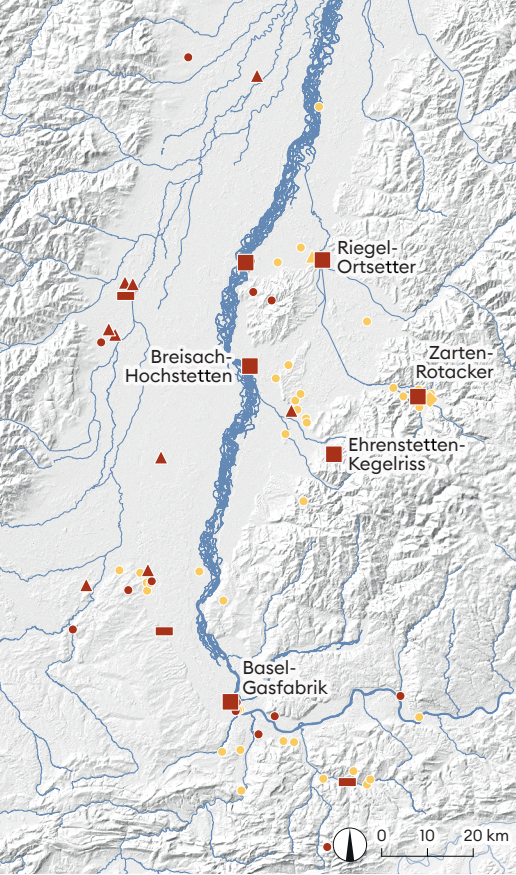 Riegel-
Ortsetter
Breisach-
Hochstetten
Zarten-
Rotacker
Ehrenstetten-
Kegelriss
Basel-
Gasfabrik
0 10 20 km